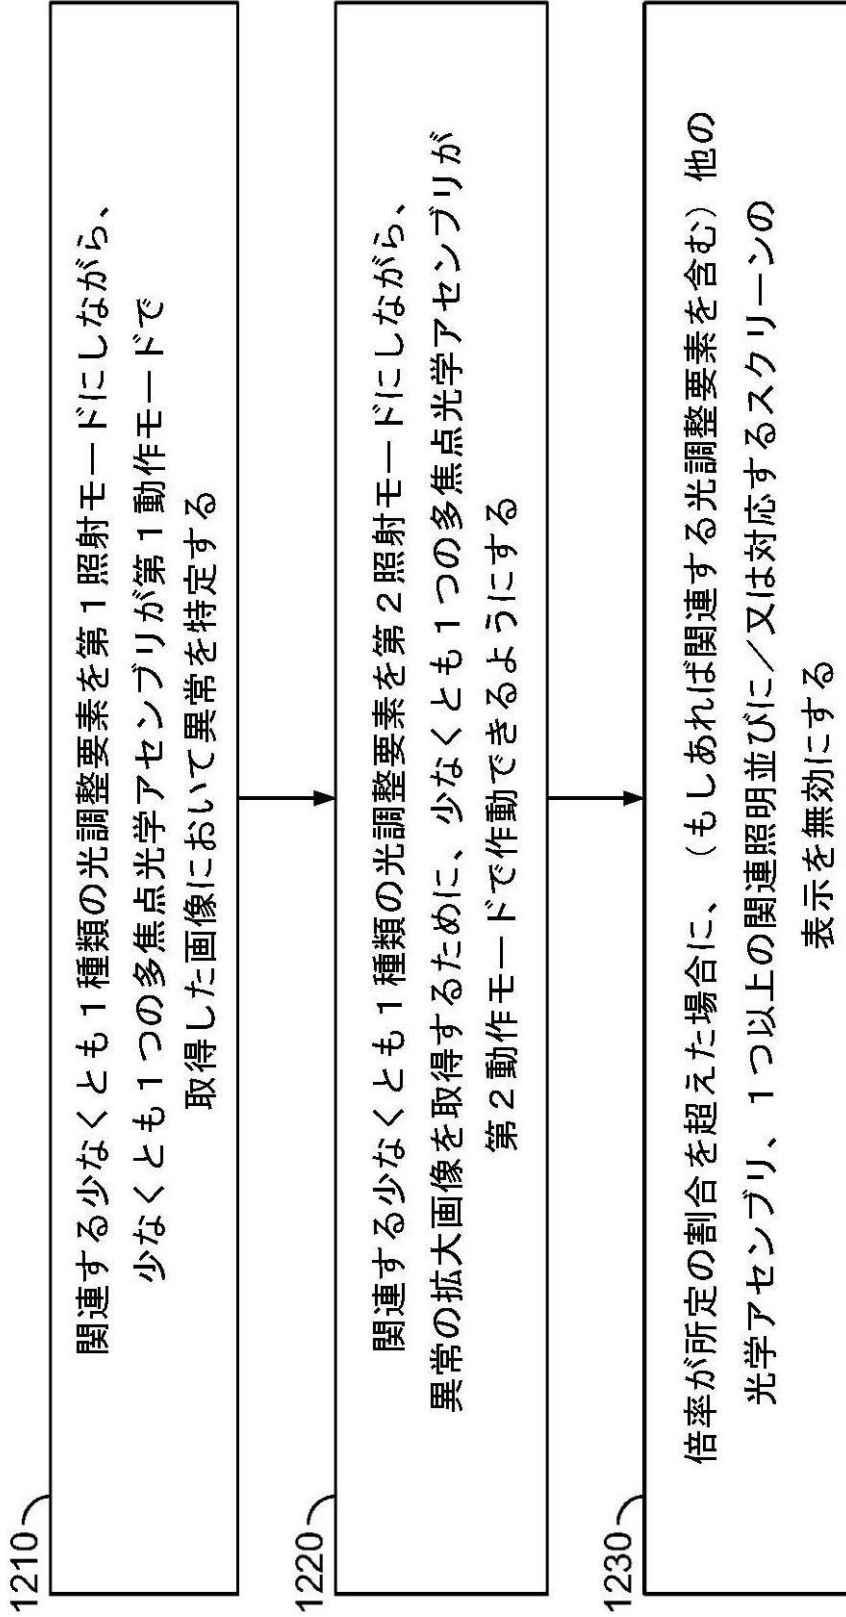 1210
関連する少なくとも1種類の光調整要素を第1照射モードにしながら、
少なくとも1つの多焦点光学アセンブリが第1動作モードで
取得した画像において異常を特定する
1220
関連する少なくとも1種類の光調整要素を第2照射モードにしながら、
異常の拡大画像を取得するために、少なくとも1つの多焦点光学アセンブリが
第2動作モードで作動できるようにする
1230
倍率が所定の割合を超えた場合に、（もしあれば関連する光調整要素を含む）他の
光学アセンブリ、1つ以上の関連照明並びに／又は対応するスクリーンの
表示を無効にする